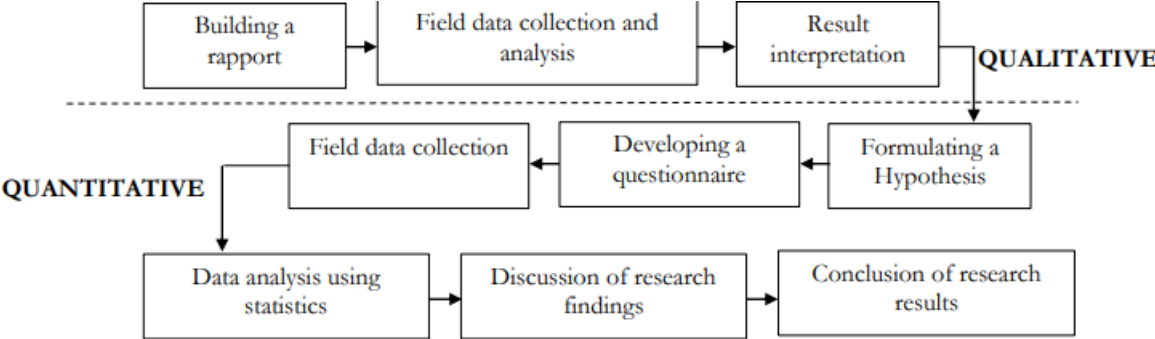 Building a
rapport
Field data collection and
analysis
Result
interpretation
QUALITATIVE
Formulating a
Hypothesis
Developing a
questionnaire
Field data collection
QUANTITATIVE
Data analysis using
statistics
Discussion of research
findings
Conclusion of research
results